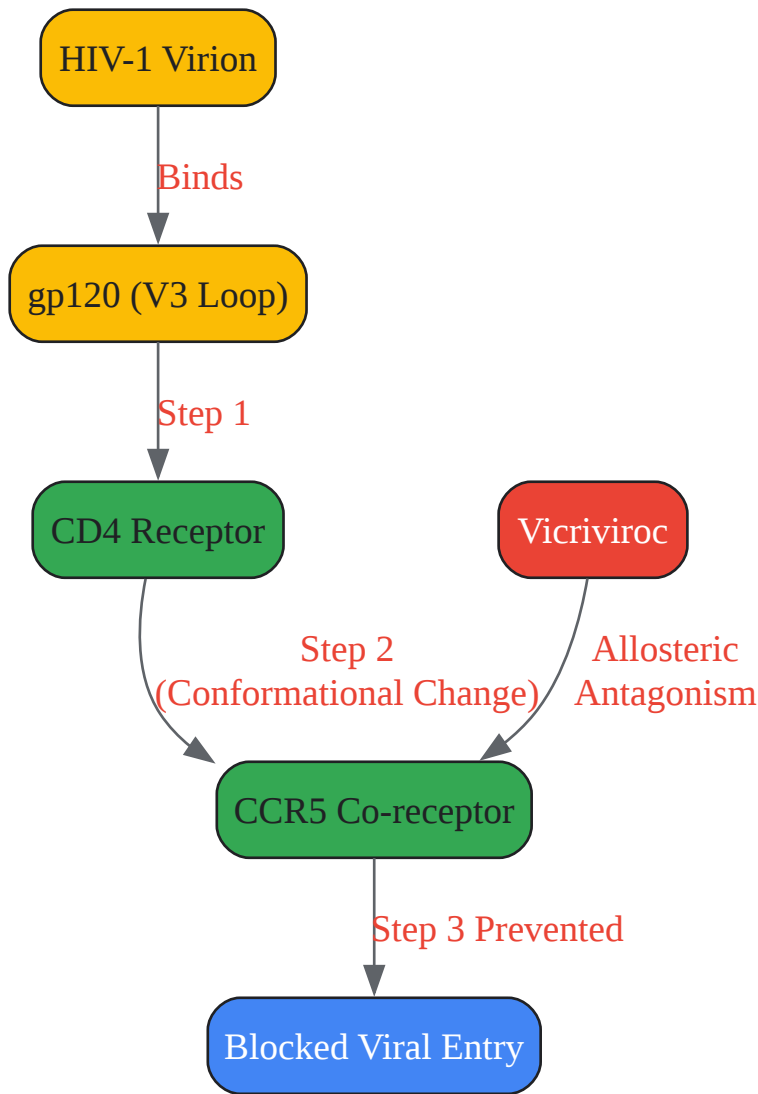 HIV-1 Virion
Binds
gp120 (V3 Loop)
Step 1
CD4 Receptor
Vicriviroc
Step 2
(Conformational Change)
Allosteric
Antagonism
CCR5 Co-receptor
Step 3 Prevented
Blocked Viral Entry